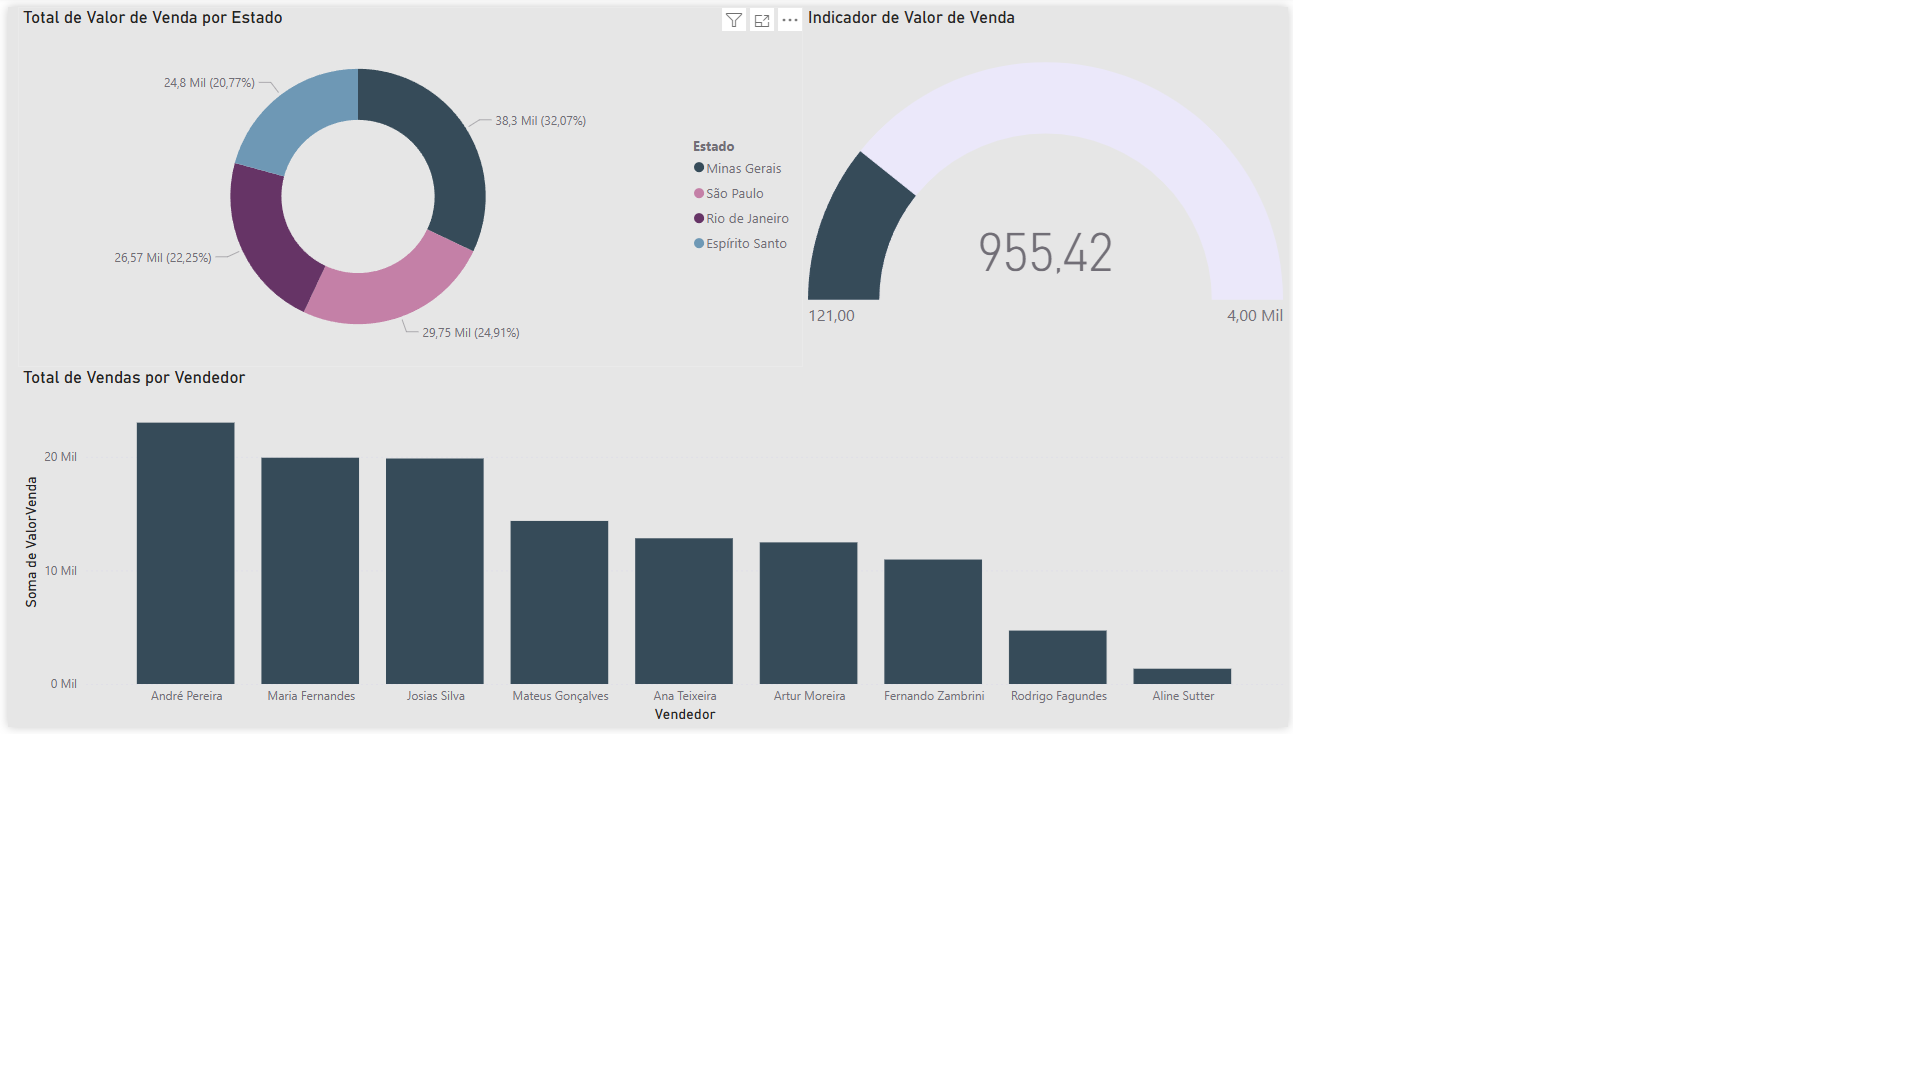 Total de Valor de Venda por Estado
24,8 Mil (20,77%)
38,3 Mil (32,07%)
26,57 Mil (22,25%)
29,75 Mil (24,91%)
Estado
Minas Gerais
São Paulo
Rio de Janeiro
Espírito Santo
Indicador de Valor de Venda
955,42
121,00
4,00 Mil
Total de Vendas por Vendedor
Soma de ValorVenda
20 Mil
10 Mil
0 Mil
André Pereira
Maria Fernandes
Josias Silva
Mateus Gonçalves
Ana Teixeira
Artur Moreira
Fernando Zambrini
Rodrigo Fagundes
Aline Sutter
Vendedor